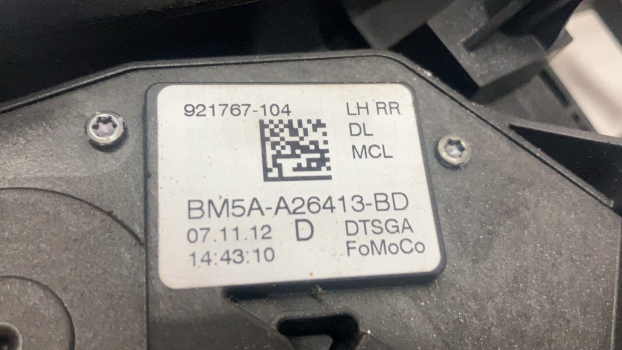 921767-104 LH RR
DL
MCL
BM5A-A26413-BD
07.11.12 D DTSGA
14:43:10 FoMoCo